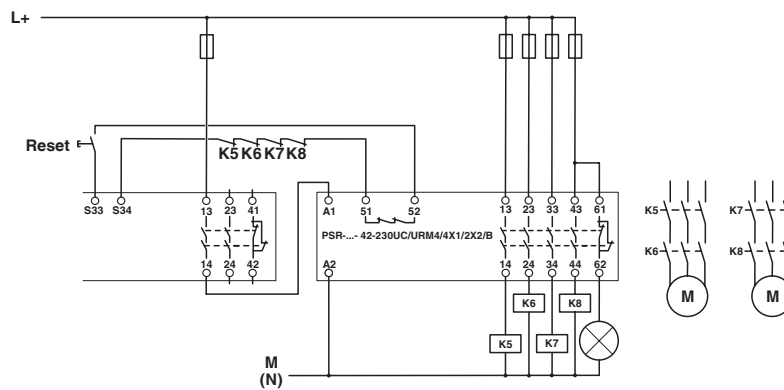 L+
Reset
K5 K6 K7 K8
S33 S34 13 23 41 A1 51 52 13 23 33 43 61
PSR-...- 42-230UC/URM4/4X1/2X2/B
14 24 42 A2 14 24 34 44 62
K5 K7
K6 K8
M M
K6 K8
K5 K7
M
(N)